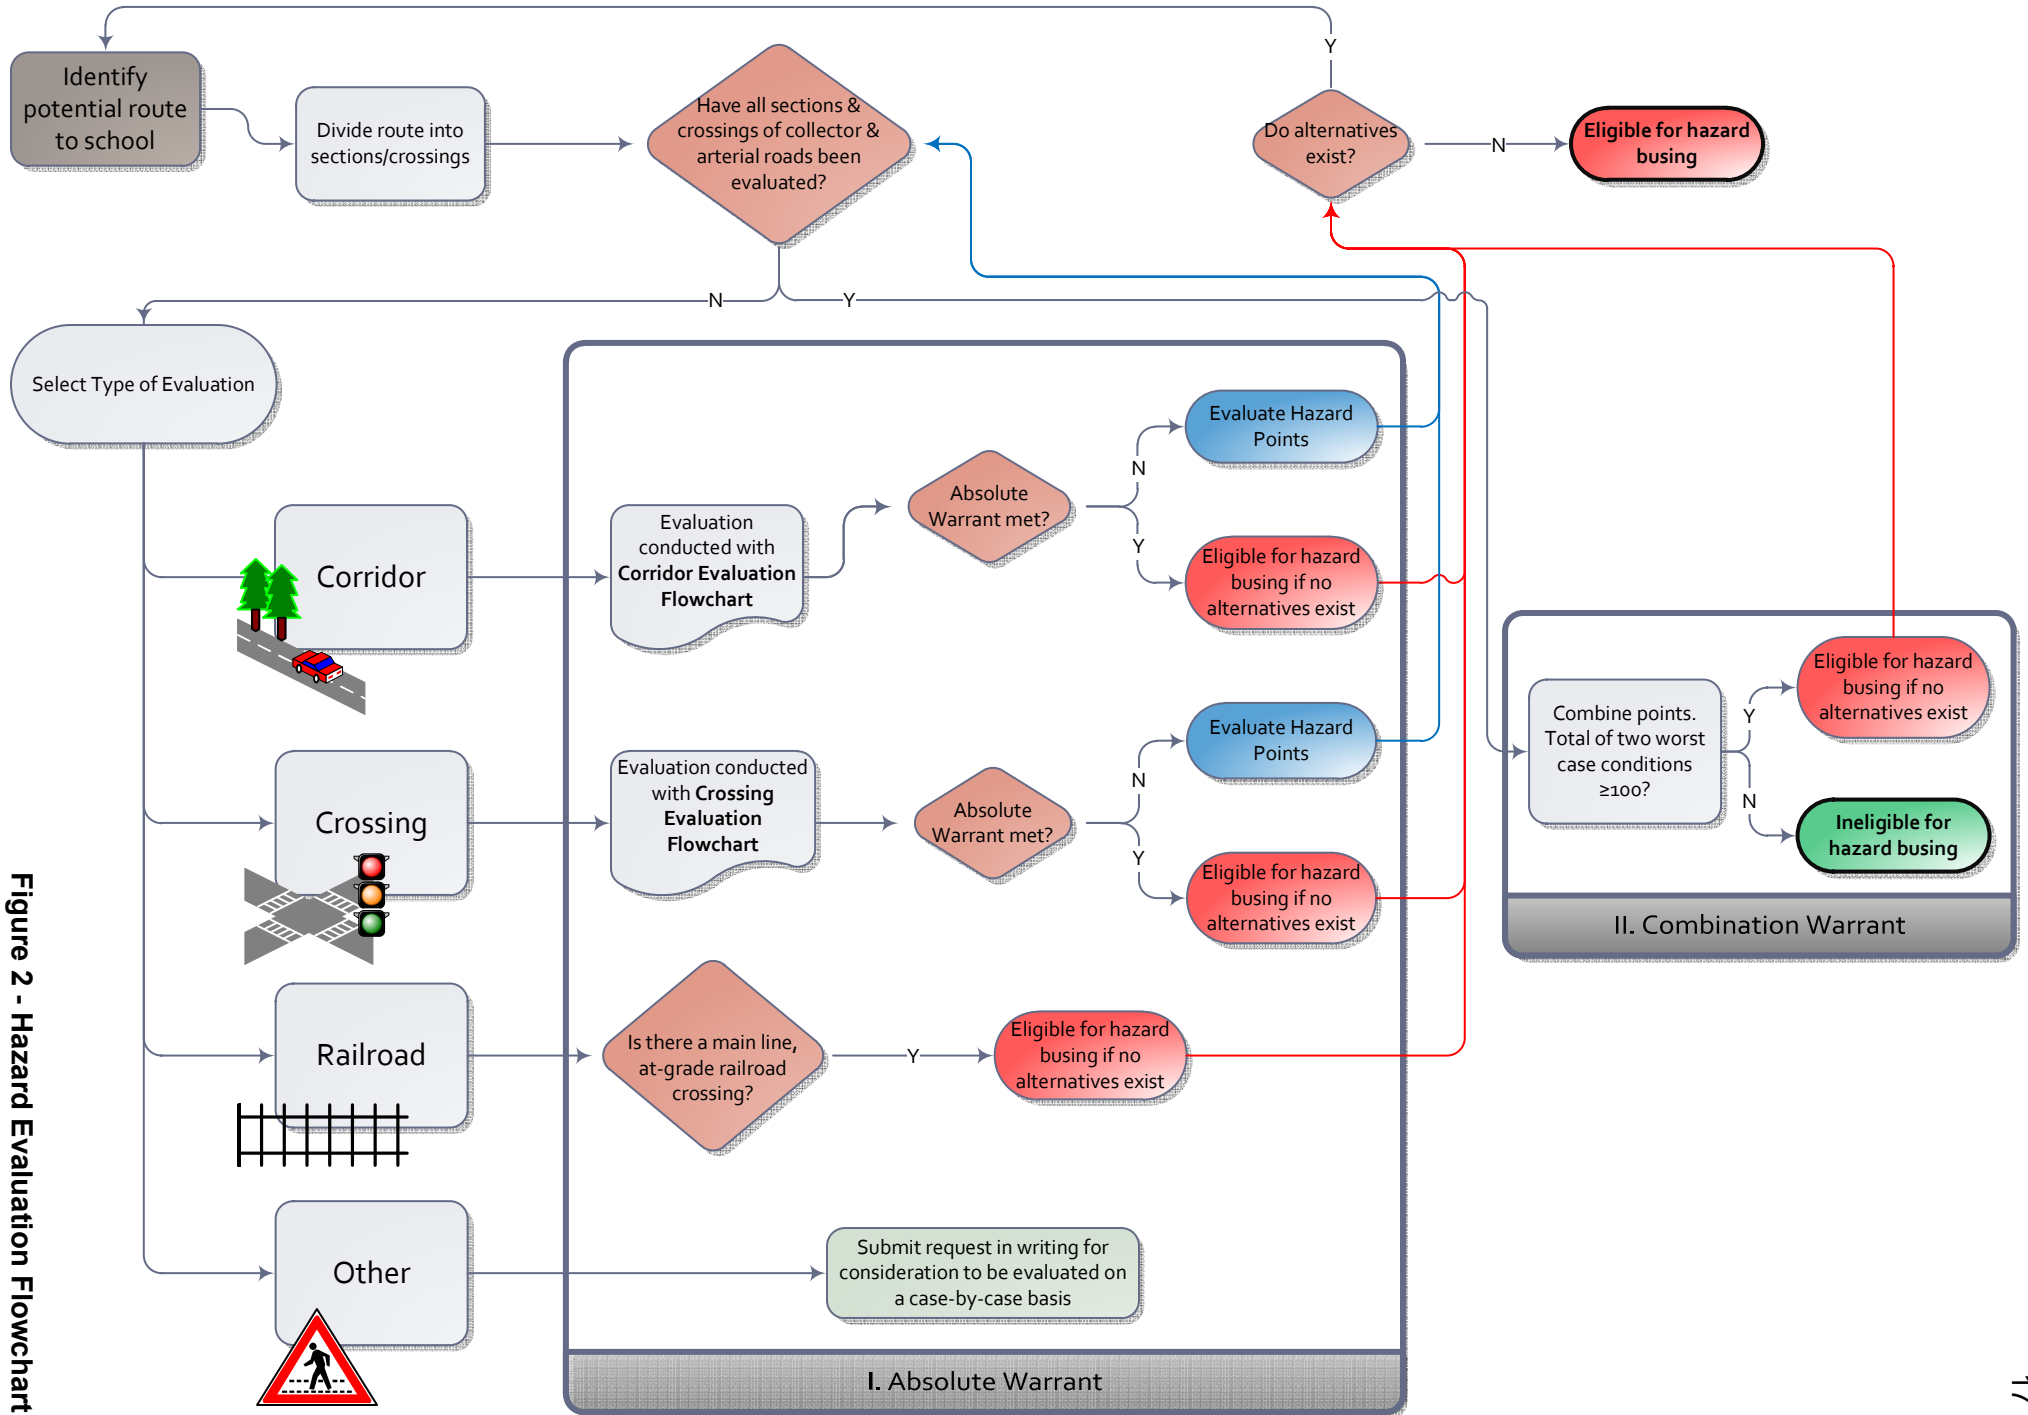 Y
Identify
potential route
to school
Divide route into
sections/crossings
Have all sections &
crossings of collector &
arterial roads been
evaluated?
Do alternatives
exist?
N
Eligible for hazard
busing
N
Y
Select Type of Evaluation
Corridor
Evaluation
conducted with
Corridor Evaluation
Flowchart
Absolute
Warrant met?
N
Evaluate Hazard
Points
Y
Eligible for hazard
busing if no
alternatives exist
Crossing
Evaluation conducted
with Crossing
Evaluation
Flowchart
Absolute
Warrant met?
N
Evaluate Hazard
Points
Y
Eligible for hazard
busing if no
alternatives exist
Railroad
Is there a main line,
at-grade railroad
crossing?
Y
Eligible for hazard
busing if no
alternatives exist
Other
Submit request in writing for
consideration to be evaluated on
a case-by-case basis
I. Absolute Warrant
Combine points.
Total of two worst
case conditions
≥100?
Y
Eligible for hazard
busing if no
alternatives exist
N
Ineligible for
hazard busing
II. Combination Warrant
Figure 2 - Hazard Evaluation Flowchart
17